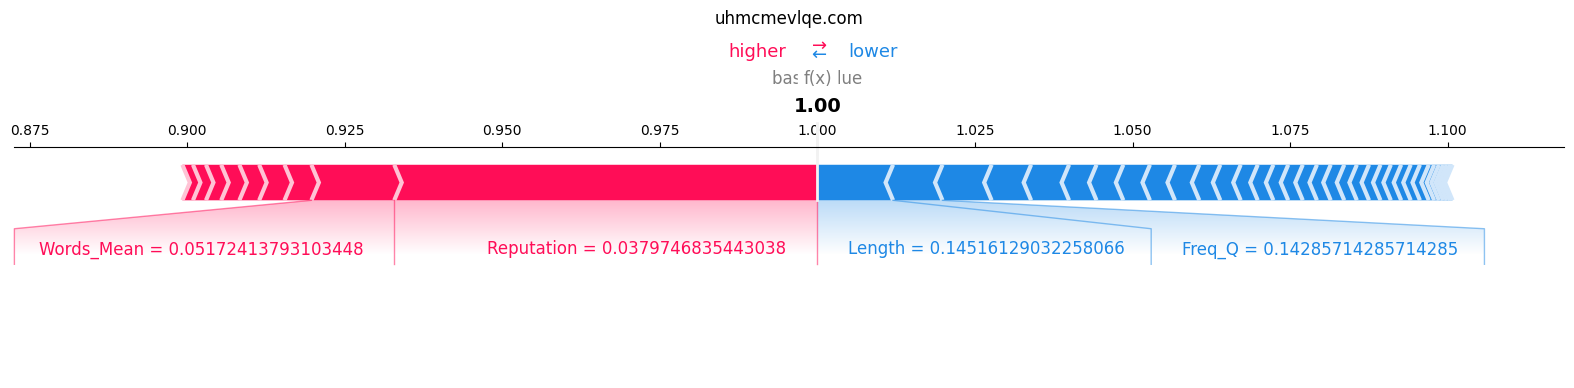 uhmcmevlqe.com
higher → lower
←
bas f(x) lue
1.00
0.875 0.900 0.925 0.950 0.975 1.000 1.025 1.050 1.075 1.100
Words_Mean = 0.05172413793103448 Reputation = 0.0379746835443038 Length = 0.14516129032258066 Freq_Q = 0.14285714285714285